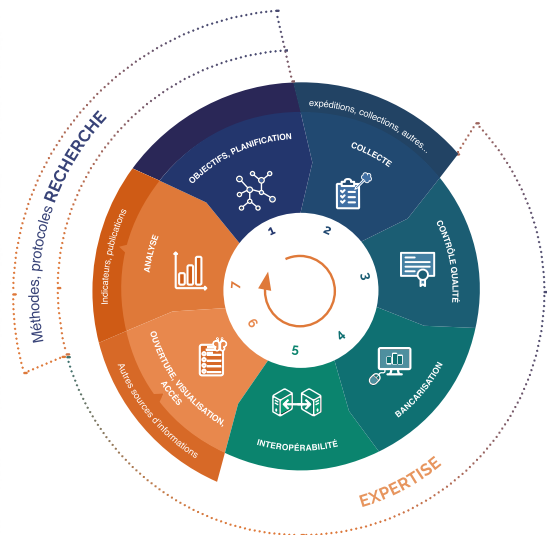 Méthodes, protocoles RECHERCHE
OBJECTIFS, PLANIFICATION
1
expéditions, collections, autres...
COLLECTE
2
CONTRÔLE QUALITÉ
3
BANCARISATION
4
INTEROPÉRABILITÉ
5
OUVERTURE, VISUALISATION,
ACCÈS
6
Autres sources d'informations
ANALYSE
7
Indicateurs, publications
EXPERTISE